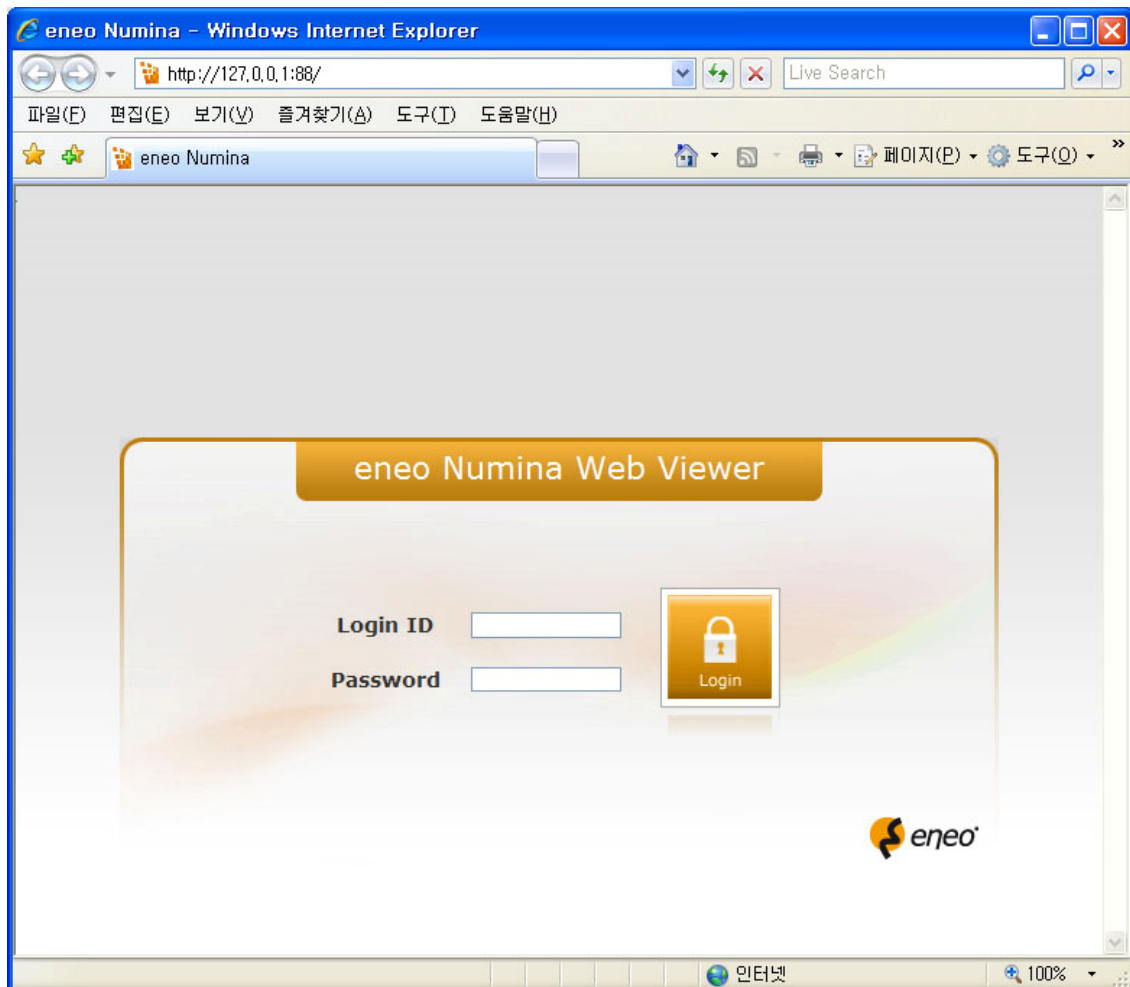 eneo Numina - Windows Internet Explorer
http://127.0.0.1:88/
Live Search
파일(F) 편집(E) 보기(V) 즐겨찾기(A) 도구(T) 도움말(H)
eneo Numina
페이지(P) 도구(O) »
eneo Numina Web Viewer
Login ID
Password
Login
eneo
인터넷 100%